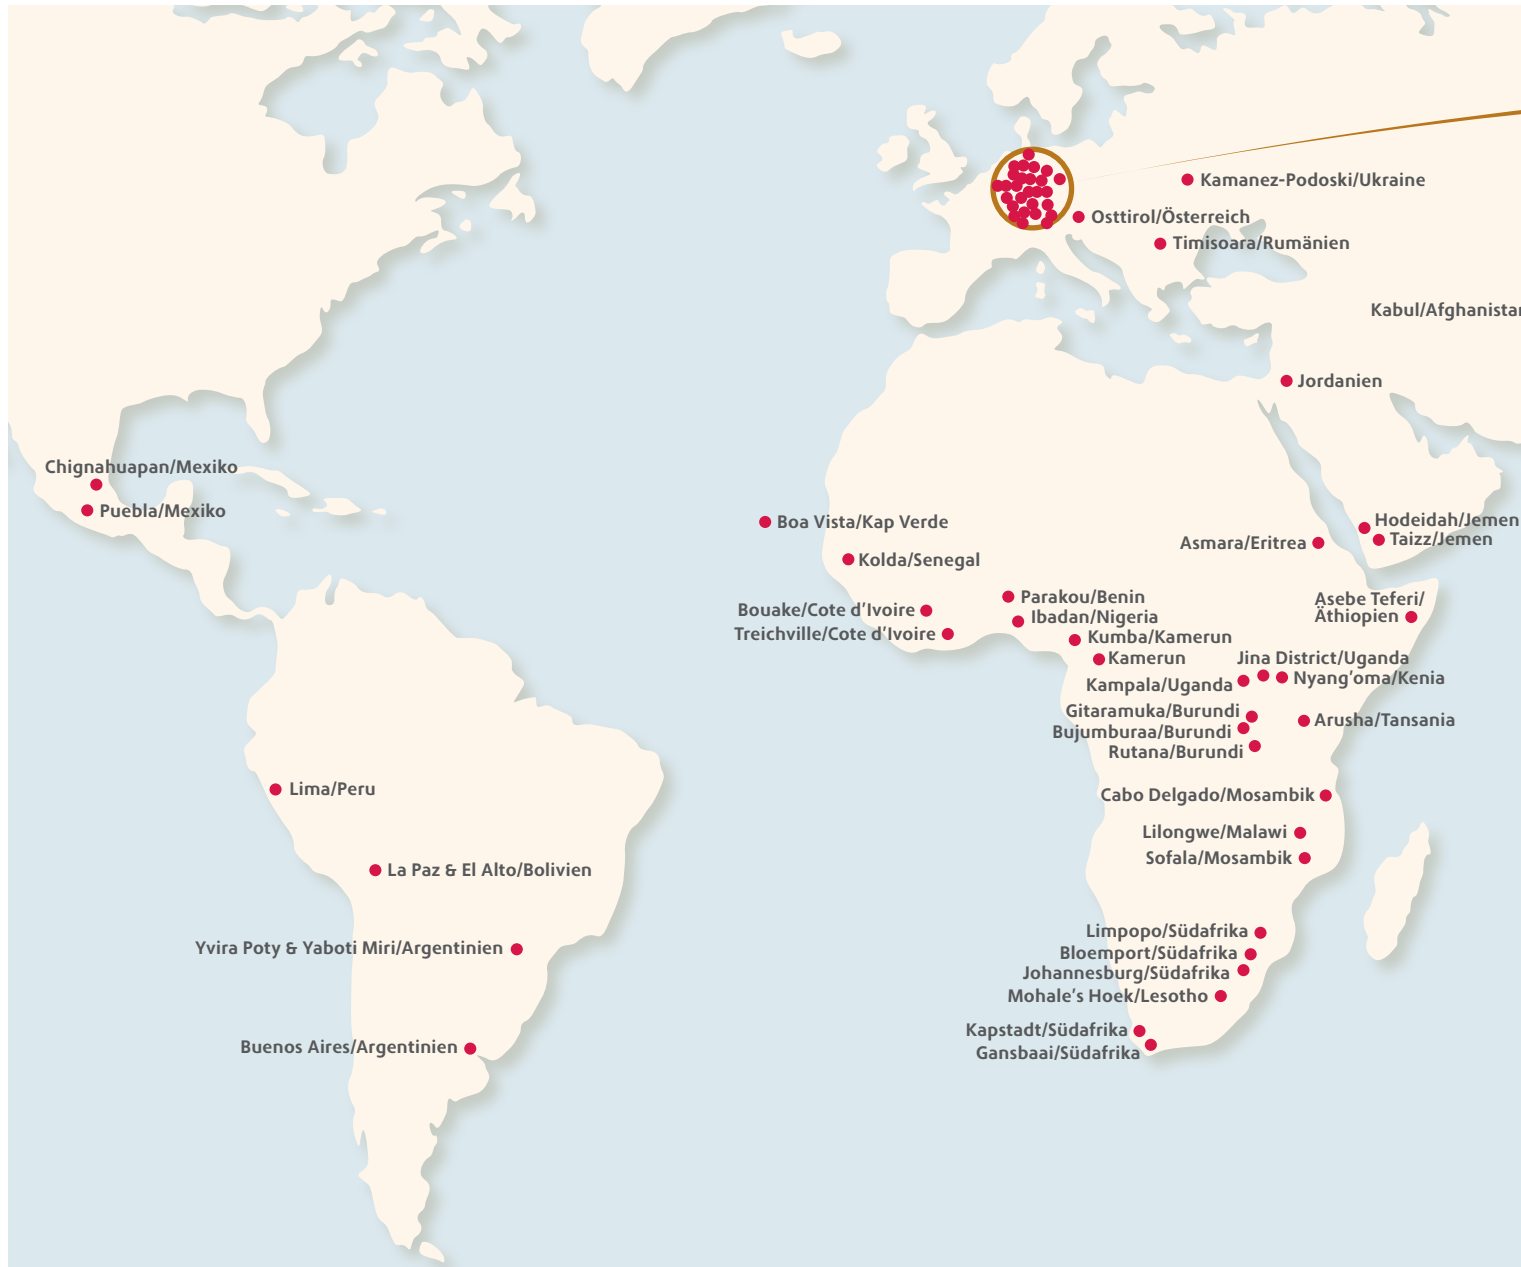 Kamanez-Podoski/Ukraine
Osttirol/Österreich
Timisoara/Rumänien
Kabul/Afghanistan
Jordanien
Chignahuapan/Mexiko
Puebla/Mexiko
Boa Vista/Kap Verde
Hodeidah/Jemen
Taizz/Jemen
Asmara/Eritrea
Kolda/Senegal
Parakou/Benin
Asebe Teferi/
Äthiopien
Bouake/Cote d'Ivoire
Ibadan/Nigeria
Treichville/Cote d'Ivoire
Kumba/Kamerun
Kamerun
Jina District/Uganda
Nyang'oma/Kenia
Kampala/Uganda
Gitaramuka/Burundi
Arusha/Tansania
Bujumburaa/Burundi
Rutana/Burundi
Lima/Peru
Cabo Delgado/Mosambik
Lilongwe/Malawi
Sofala/Mosambik
La Paz & El Alto/Bolivien
Limpopo/Südafrika
Yvira Poty & Yaboti Miri/Argentinien
Bloemport/Südafrika
Johannesburg/Südafrika
Mohale's Hoek/Lesotho
Kapstadt/Südafrika
Buenos Aires/Argentinien
Gansbaai/Südafrika